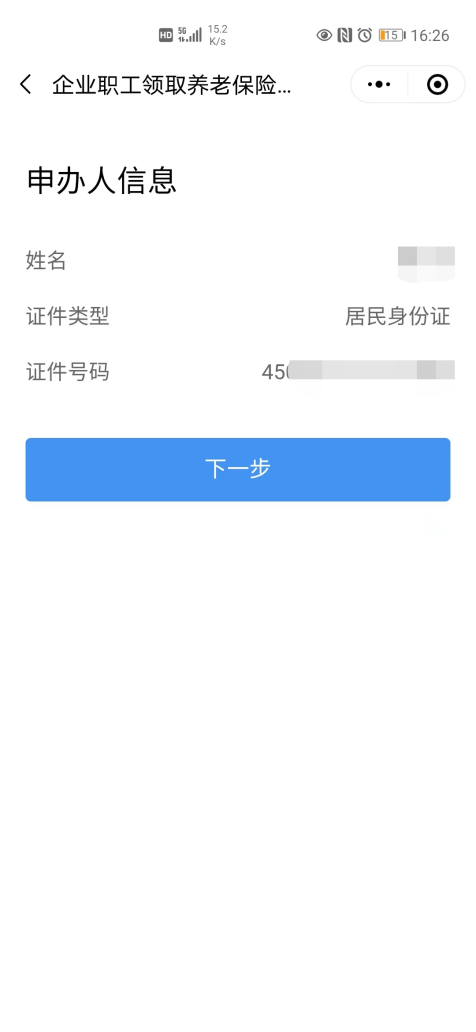 HD 5G 15.2 K/s 15 16:26
企业职工领取养老保险...
申办人信息
姓名
证件类型 居民身份证
证件号码 450
下一步